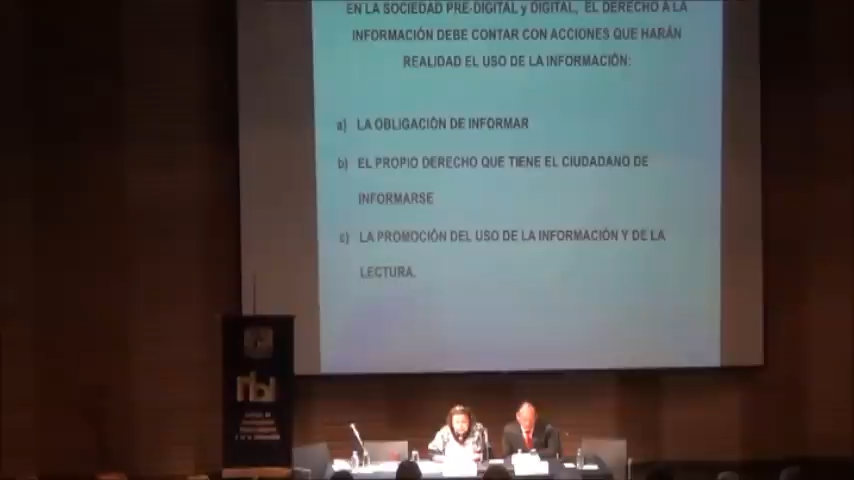 EN LA SOCIEDAD PRE-DIGITAL y DIGITAL, EL DERECHO A LA
INFORMACIÓN DEBE CONTAR CON ACCIONES QUE HARÁN
REALIDAD EL USO DE LA INFORMACIÓN:
a) LA OBLIGACIÓN DE INFORMAR
b) EL PROPIO DERECHO QUE TIENE EL CIUDADANO DE
INFORMARSE
c) LA PROMOCIÓN DEL USO DE LA INFORMACIÓN Y DE LA
LECTURA.